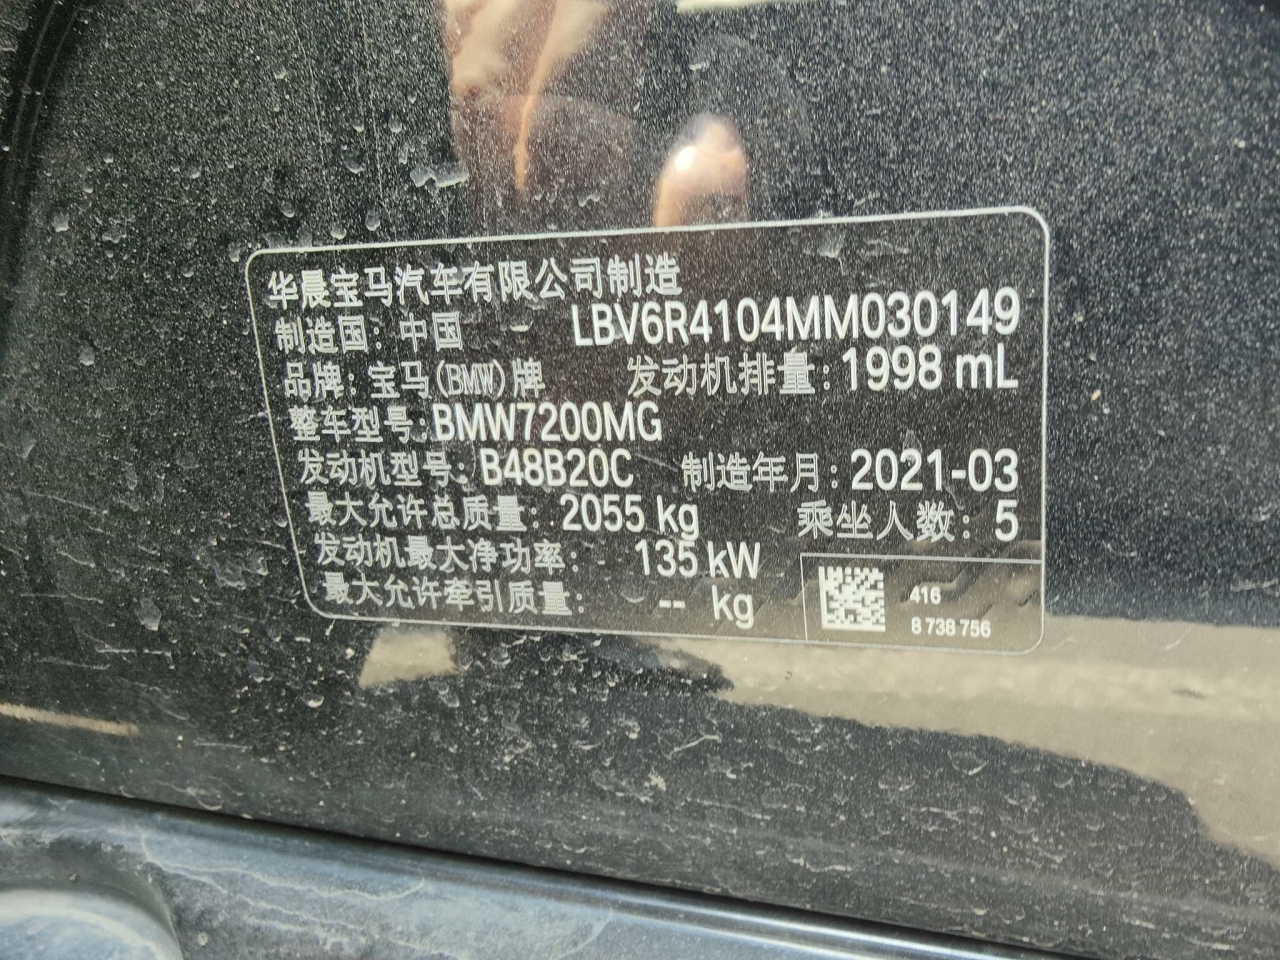 华晨宝马汽车有限公司制造
制造国：中国 LBV6R4104MM030149
品牌：宝马(BMW)牌 发动机排量：1998 mL
整车型号：BMW7200MG
发动机型号：B48B20C 制造年月：2021-03
最大允许总质量：2055 kg 乘坐人数：5
发动机最大净功率：135 kW
最大允许牵引质量：-- kg
416
8 738 756